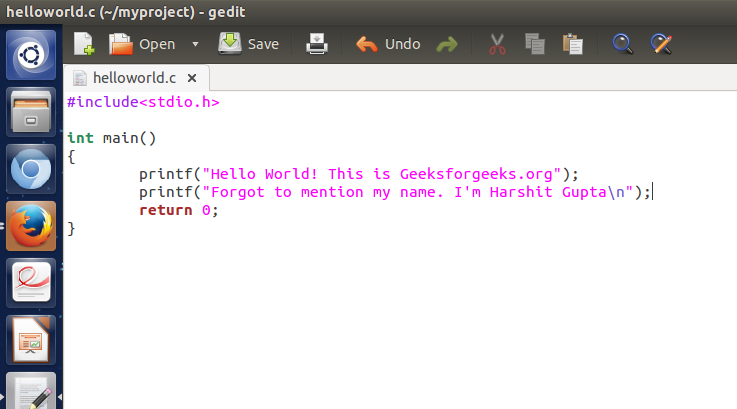 helloworld.c (~/myproject) - gedit
Open Save Undo
helloworld.c
#include<stdio.h>
int main()
{
printf("Hello World! This is Geeksforgeeks.org");
printf("Forgot to mention my name. I'm Harshit Gupta\n");
return 0;
}